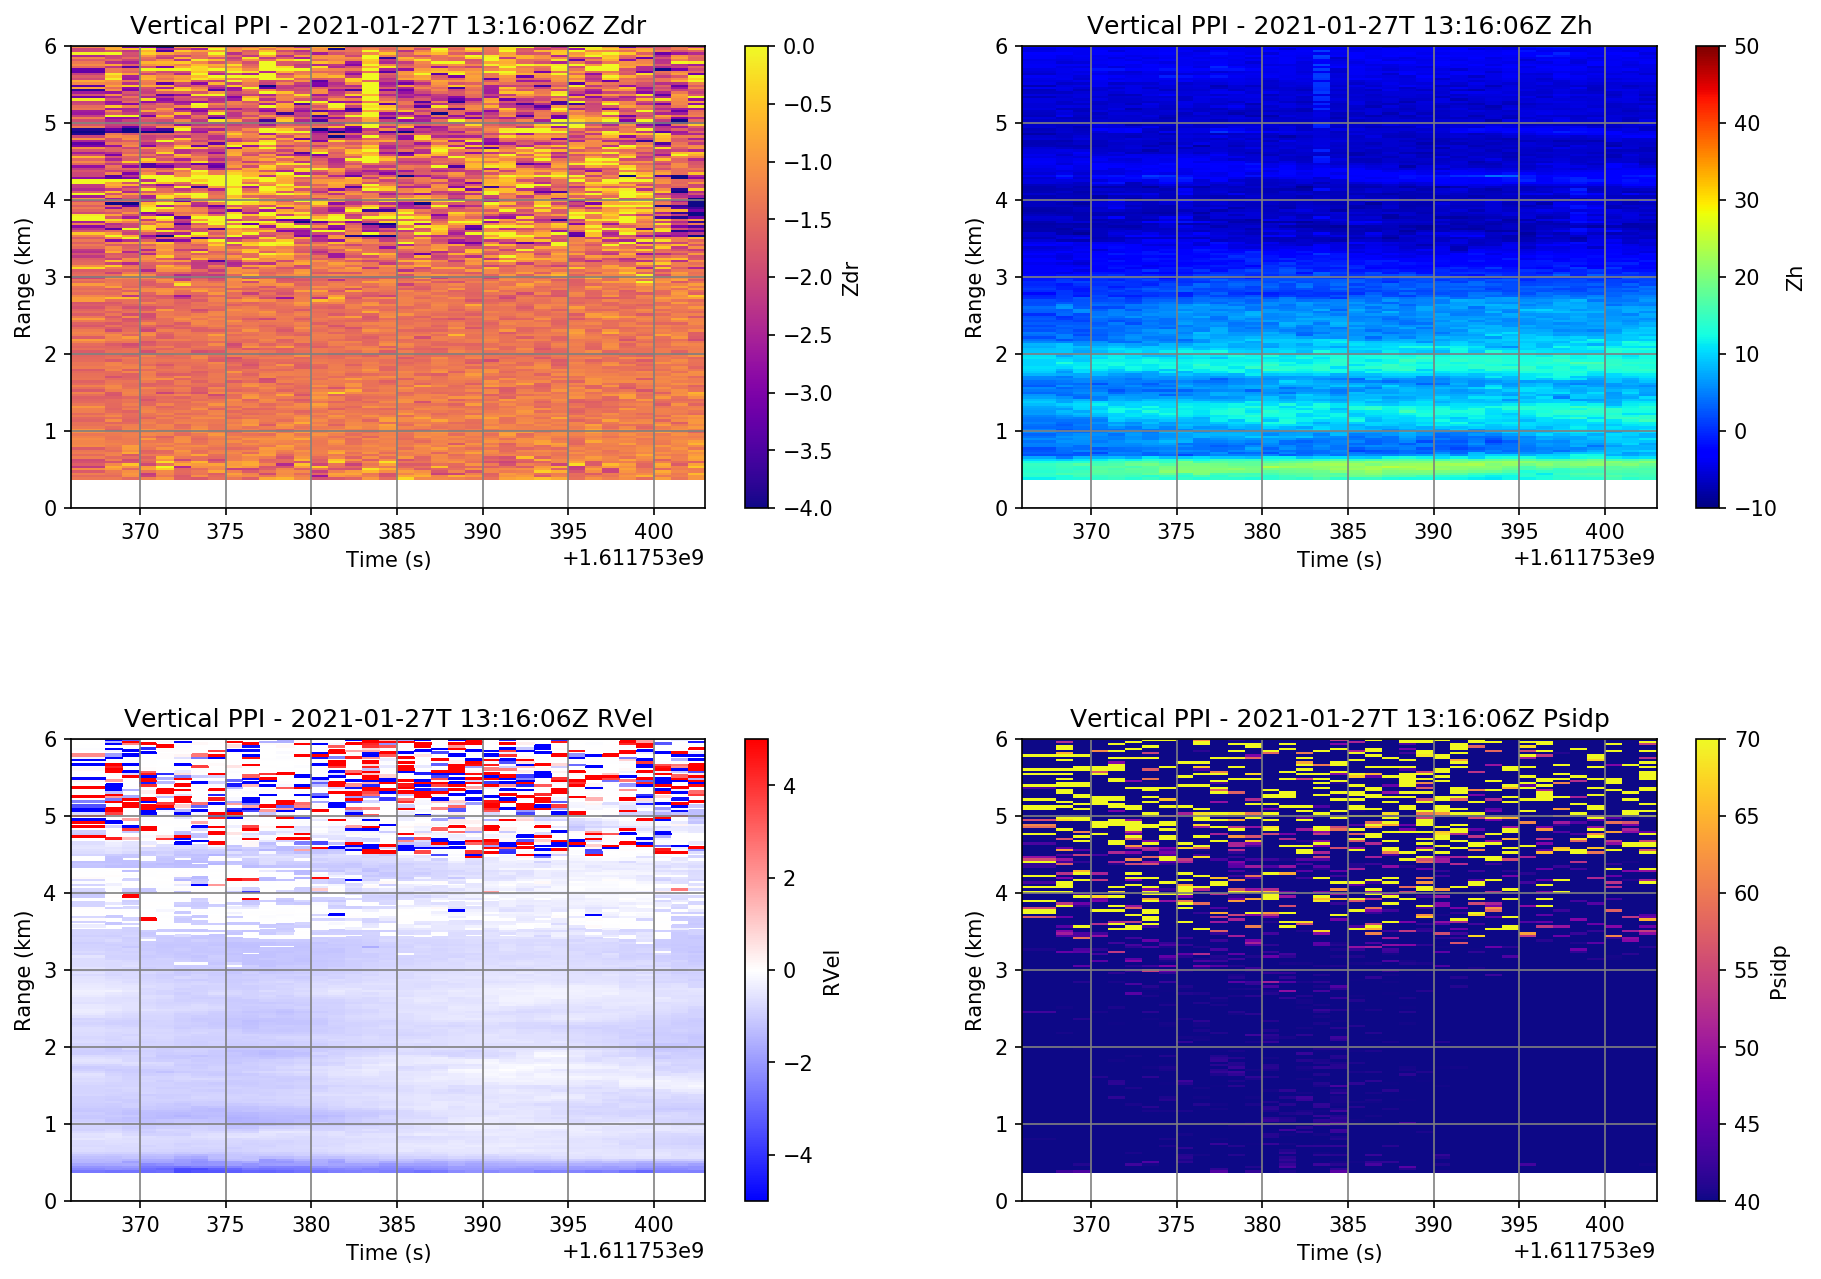 Vertical PPI - 2021-01-27T 13:16:06Z Zdr
6
5
4
3
2
1
0
Range (km)
370 375 380 385 390 395 400
Time (s)
+1.611753e9
0.0
−0.5
−1.0
−1.5
−2.0
−2.5
−3.0
−3.5
−4.0
Zdr
Vertical PPI - 2021-01-27T 13:16:06Z Zh
6
5
4
3
2
1
0
Range (km)
370 375 380 385 390 395 400
Time (s)
+1.611753e9
50
40
30
20
10
0
−10
Zh
Vertical PPI - 2021-01-27T 13:16:06Z RVel
6
5
4
3
2
1
0
Range (km)
370 375 380 385 390 395 400
Time (s)
+1.611753e9
4
2
0
−2
−4
RVel
Vertical PPI - 2021-01-27T 13:16:06Z Psidp
6
5
4
3
2
1
0
Range (km)
370 375 380 385 390 395 400
Time (s)
+1.611753e9
70
65
60
55
50
45
40
Psidp